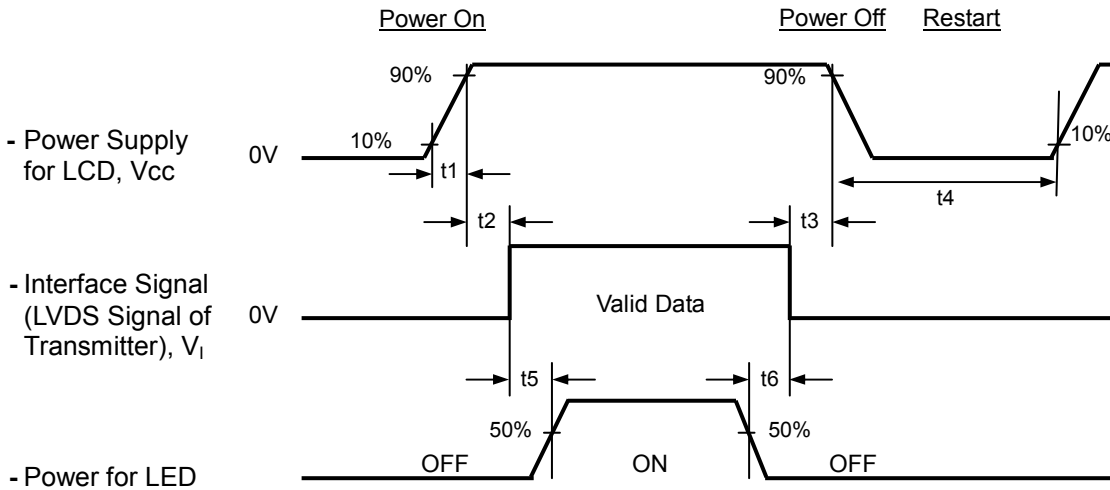 Power On
Power Off
Restart
90%
90%
10%
10%
- Power Supply
for LCD, Vcc
0V
t1
t4
t2
t3
- Interface Signal
(LVDS Signal of
Transmitter), VI
0V
Valid Data
t5
t6
50%
50%
- Power for LED
OFF
ON
OFF